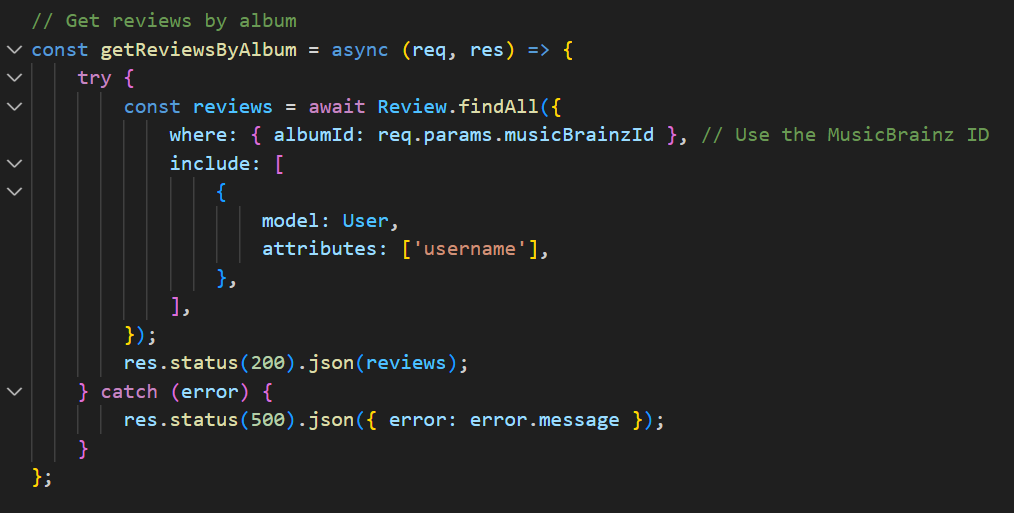 // Get reviews by album
const getReviewsByAlbum = async (req, res) => {
    try {
        const reviews = await Review.findAll({
            where: { albumId: req.params.musicBrainzId }, // Use the MusicBrainz ID
            include: [
                {
                    model: User,
                    attributes: ['username'],
                },
            ],
        });
        res.status(200).json(reviews);
    } catch (error) {
        res.status(500).json({ error: error.message });
    }
};